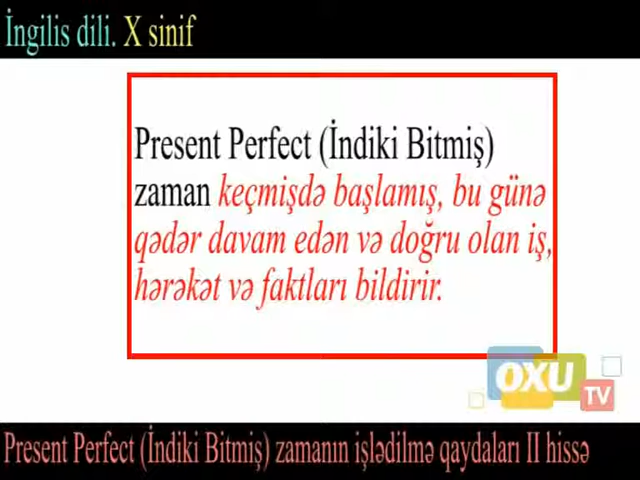 İngilis dili. X sinif
Present Perfect (İndiki Bitmiş)
zaman keçmişdə başlamış, bu günə
qədər davam edən və doğru olan iş,
hərəkət və faktları bildirir.
OXU
TV
Present Perfect (İndiki Bitmiş) zamanın işlədilmə qaydaları II hissə